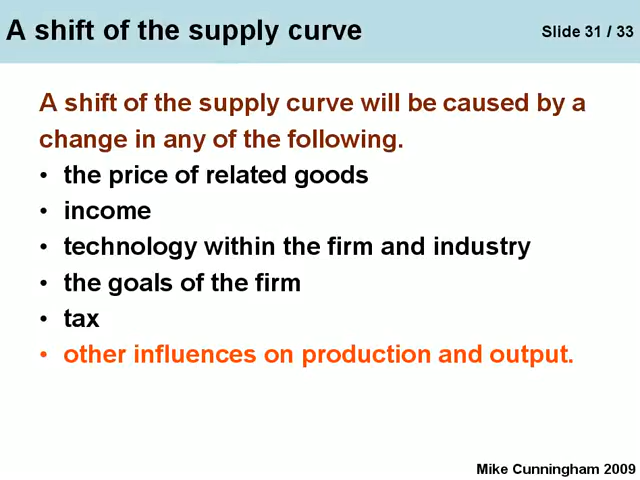 A shift of the supply curve
Slide 31 / 33
A shift of the supply curve will be caused by a
change in any of the following.
• the price of related goods
• income
• technology within the firm and industry
• the goals of the firm
• tax
• other influences on production and output.
Mike Cunningham 2009